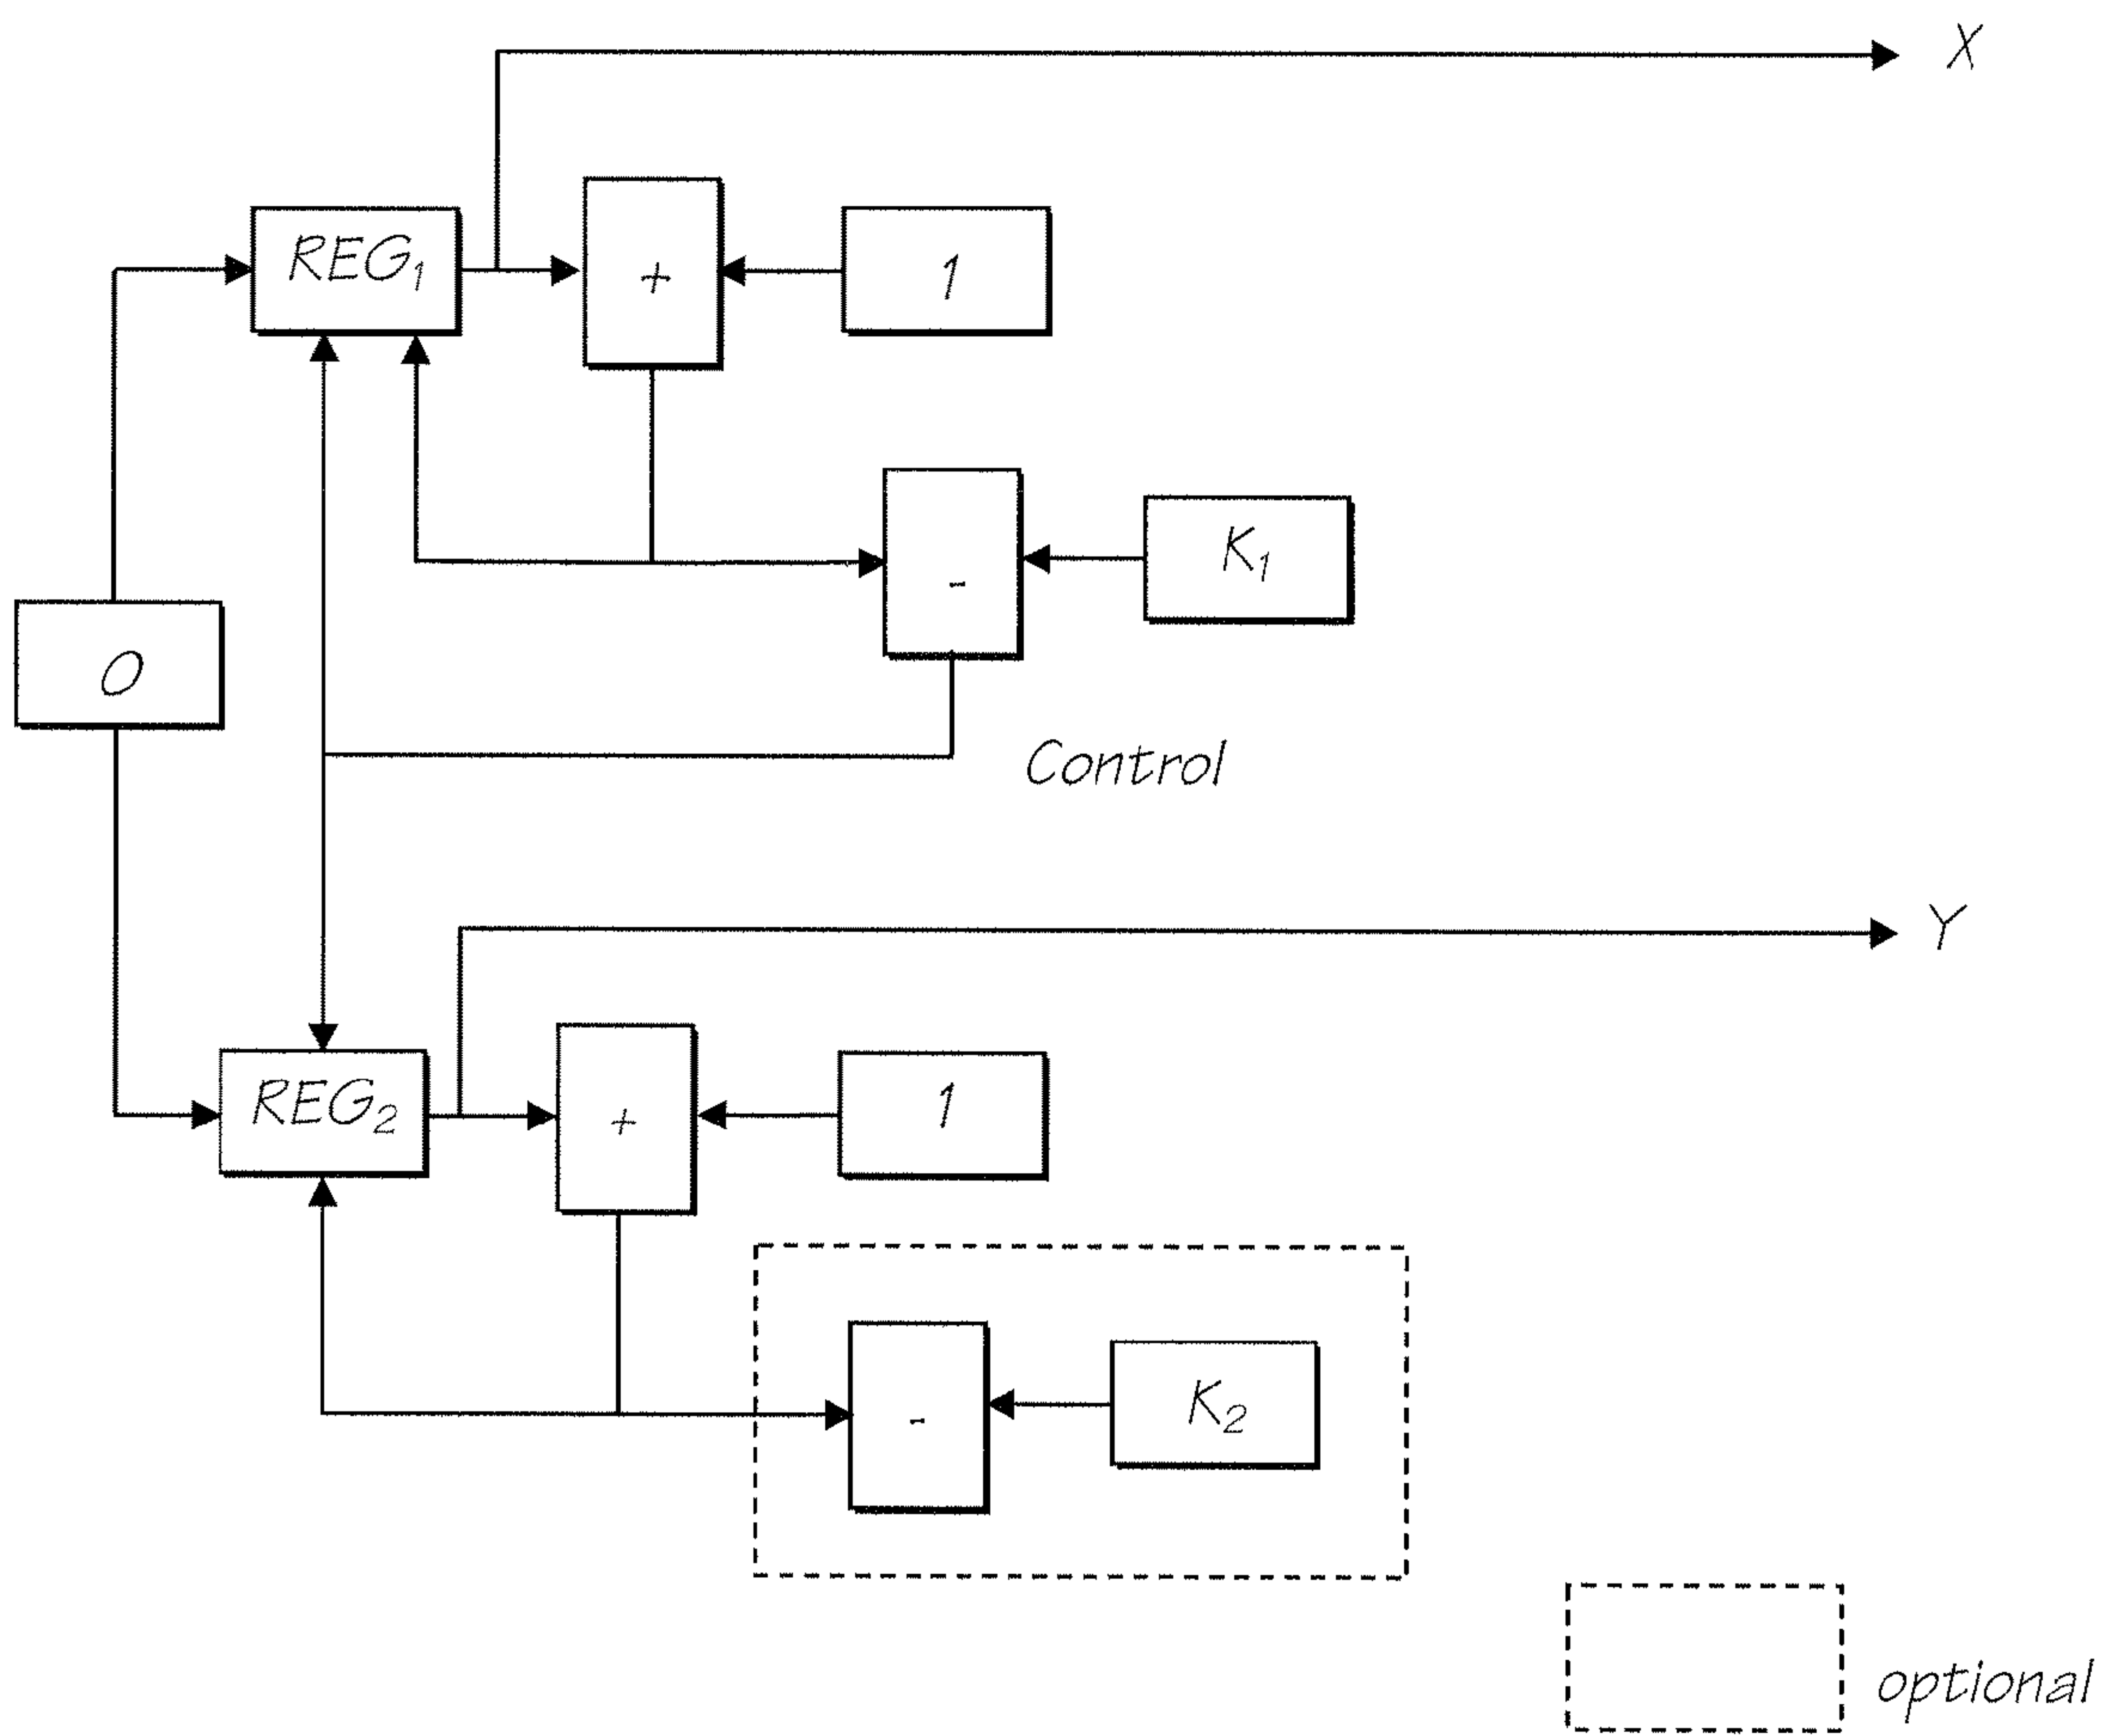 X
REG₁
+
1
K₁
-
0
Control
Y
REG₂
+
1
K₂
-
optional